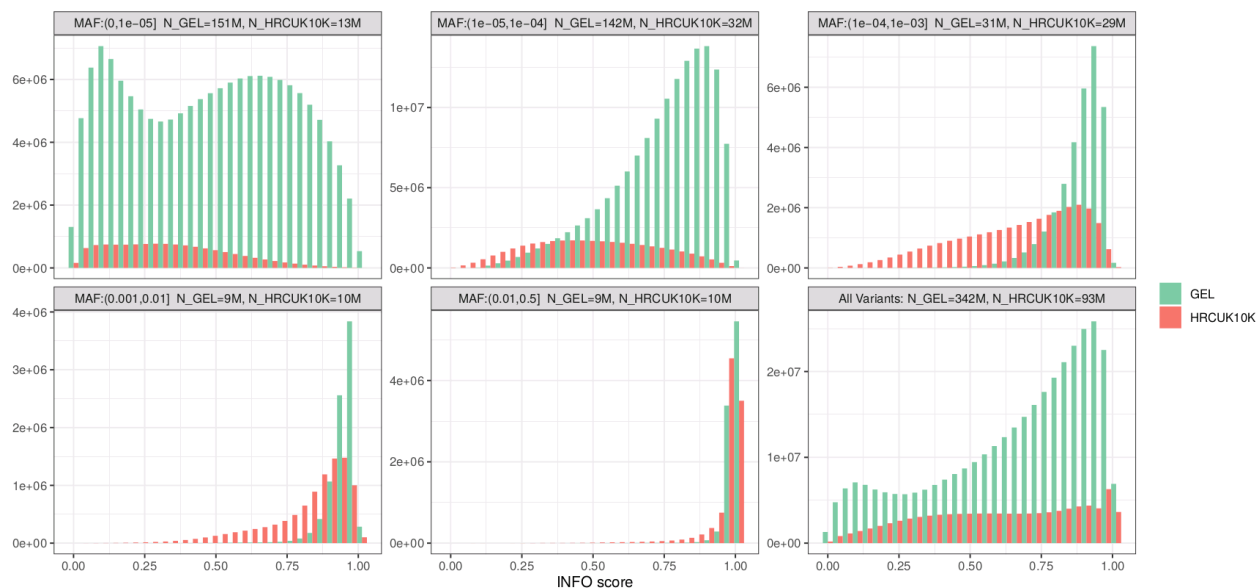 MAF:(0,1e-05] N_GEL=151M, N_HRCUK10K=13M
MAF:(1e-05,1e-04] N_GEL=142M, N_HRCUK10K=32M
MAF:(1e-04,1e-03] N_GEL=31M, N_HRCUK10K=29M
6e+06
4e+06
2e+06
0e+00
1e+07
5e+06
0e+00
6e+06
4e+06
2e+06
0e+00
MAF:(0.001,0.01] N_GEL=9M, N_HRCUK10K=10M
MAF:(0.01,0.5] N_GEL=9M, N_HRCUK10K=10M
All Variants: N_GEL=342M, N_HRCUK10K=93M
4e+06
3e+06
2e+06
1e+06
0e+00
4e+06
2e+06
0e+00
2e+07
1e+07
0e+00
0.00 0.25 0.50 0.75 1.00
0.00 0.25 0.50 0.75 1.00
0.00 0.25 0.50 0.75 1.00
INFO score
GEL
HRCUK10K